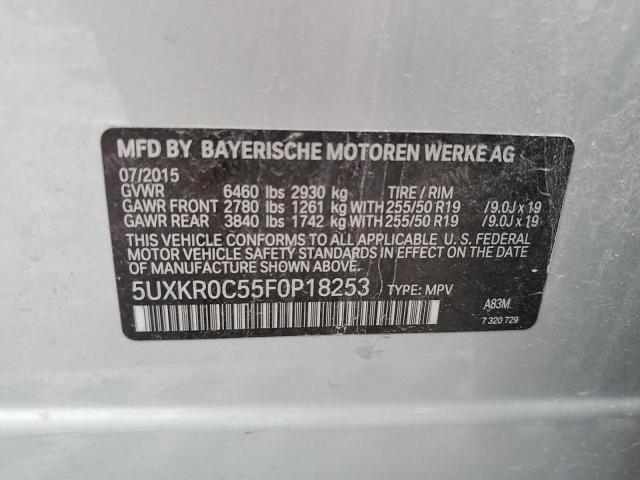 MFD BY BAYERISCHE MOTOREN WERKE AG
07/2015
GVWR 6460 lbs 2930 kg TIRE / RIM
GAWR FRONT 2780 lbs 1261 kg WITH 255/50 R19 /9.0J x 19
GAWR REAR 3840 lbs 1742 kg WITH 255/50 R19 /9.0J x 19
THIS VEHICLE CONFORMS TO ALL APPLICABLE U.S. FEDERAL
MOTOR VEHICLE SAFETY STANDARDS IN EFFECT ON THE
DATE OF MANUFACTURE SHOWN ABOVE.
5UXKR0C55F0P18253 TYPE: MPV
A83M
7 320 729